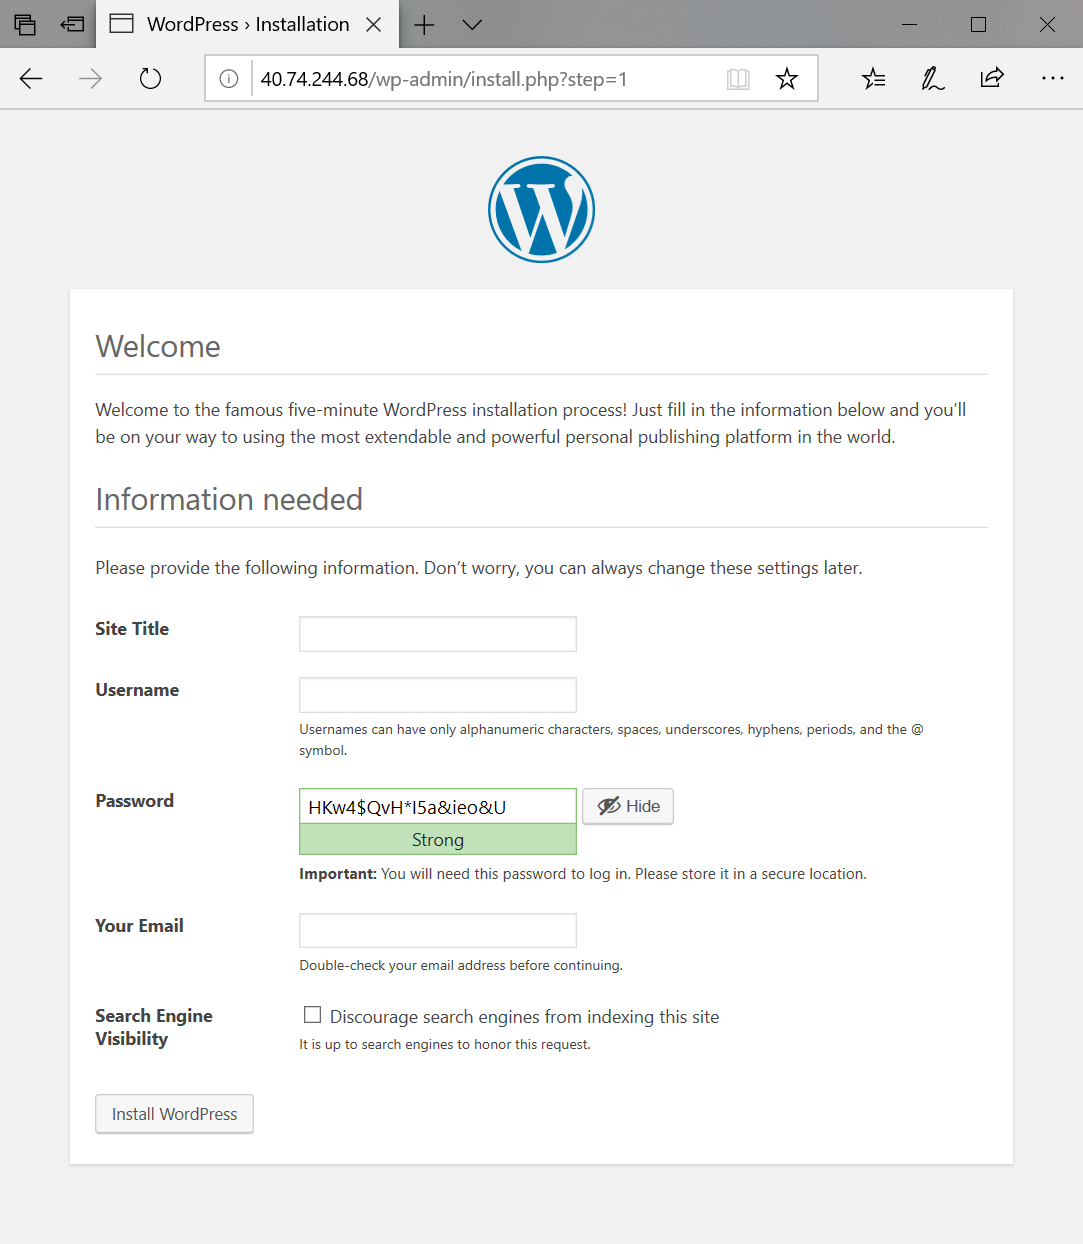 WordPress › Installation
40.74.244.68/wp-admin/install.php?step=1
Welcome
Welcome to the famous five-minute WordPress installation process! Just fill in the information below and you’ll
be on your way to using the most extendable and powerful personal publishing platform in the world.
Information needed
Please provide the following information. Don’t worry, you can always change these settings later.
Site Title
Username
Usernames can have only alphanumeric characters, spaces, underscores, hyphens, periods, and the @
symbol.
Password
HKw4$QvH*I5a&ieo&U
Hide
Strong
Important: You will need this password to log in. Please store it in a secure location.
Your Email
Double-check your email address before continuing.
Search Engine
Visibility
Discourage search engines from indexing this site
It is up to search engines to honor this request.
Install WordPress